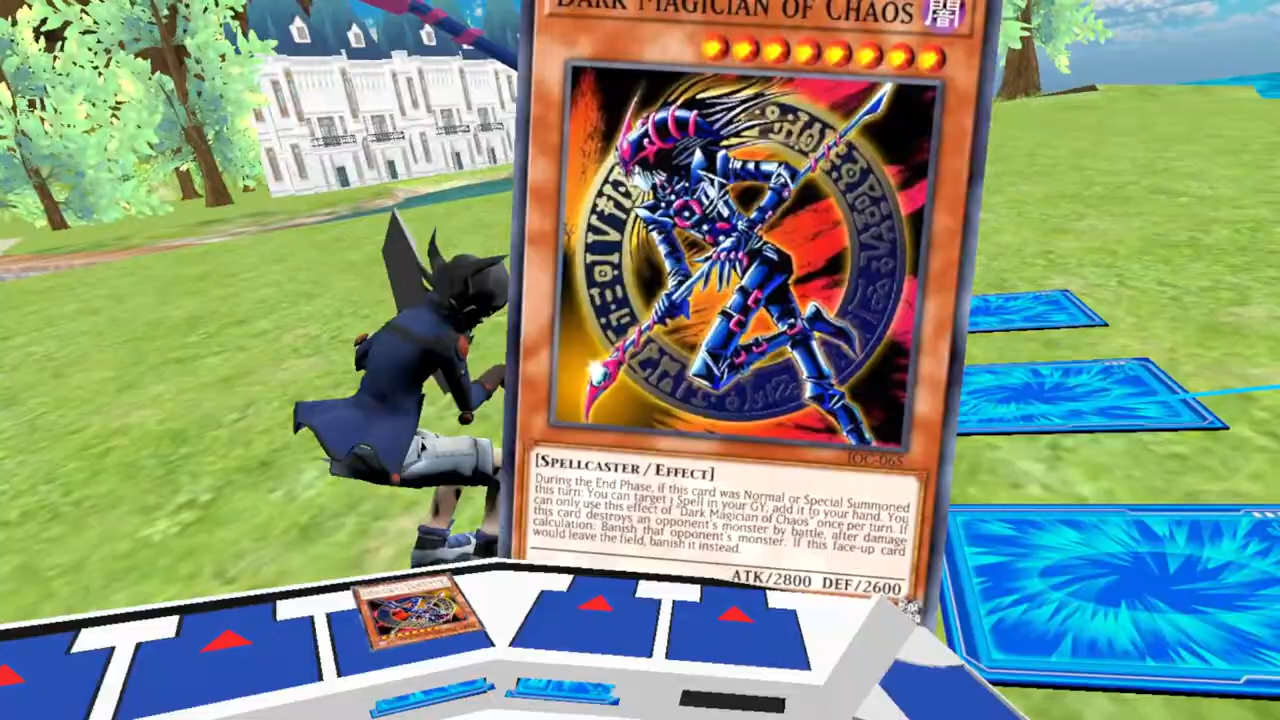 DARK MAGICIAN OF CHAOS 闇
IOC-065
[SPELLCASTER/EFFECT]
During the End Phase, if this card was Normal or Special Summoned
this turn: You can target 1 Spell in your GY; add it to your hand. You
can only use this effect of "Dark Magician of Chaos" once per turn. If
this card destroys an opponent's monster by battle, after damage
calculation: Banish that opponent's monster. If this face-up card
would leave the field, banish it instead.
ATK/2800 DEF/2600